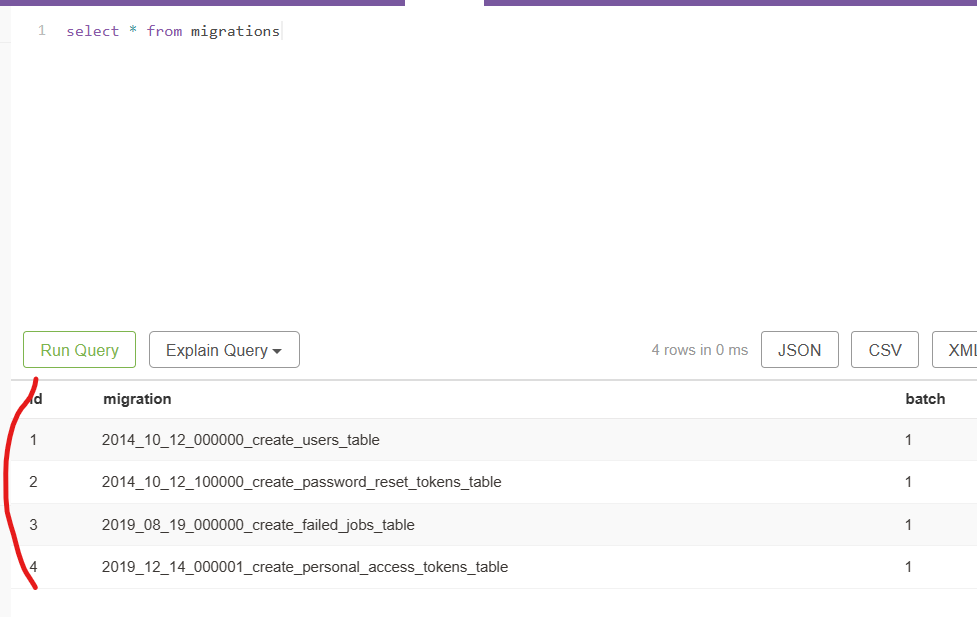 1 select * from migrations
Run Query Explain Query 4 rows in 0 ms JSON CSV XML
id migration batch
1 2014_10_12_000000_create_users_table 1
2 2014_10_12_100000_create_password_reset_tokens_table 1
3 2019_08_19_000000_create_failed_jobs_table 1
4 2019_12_14_000001_create_personal_access_tokens_table 1